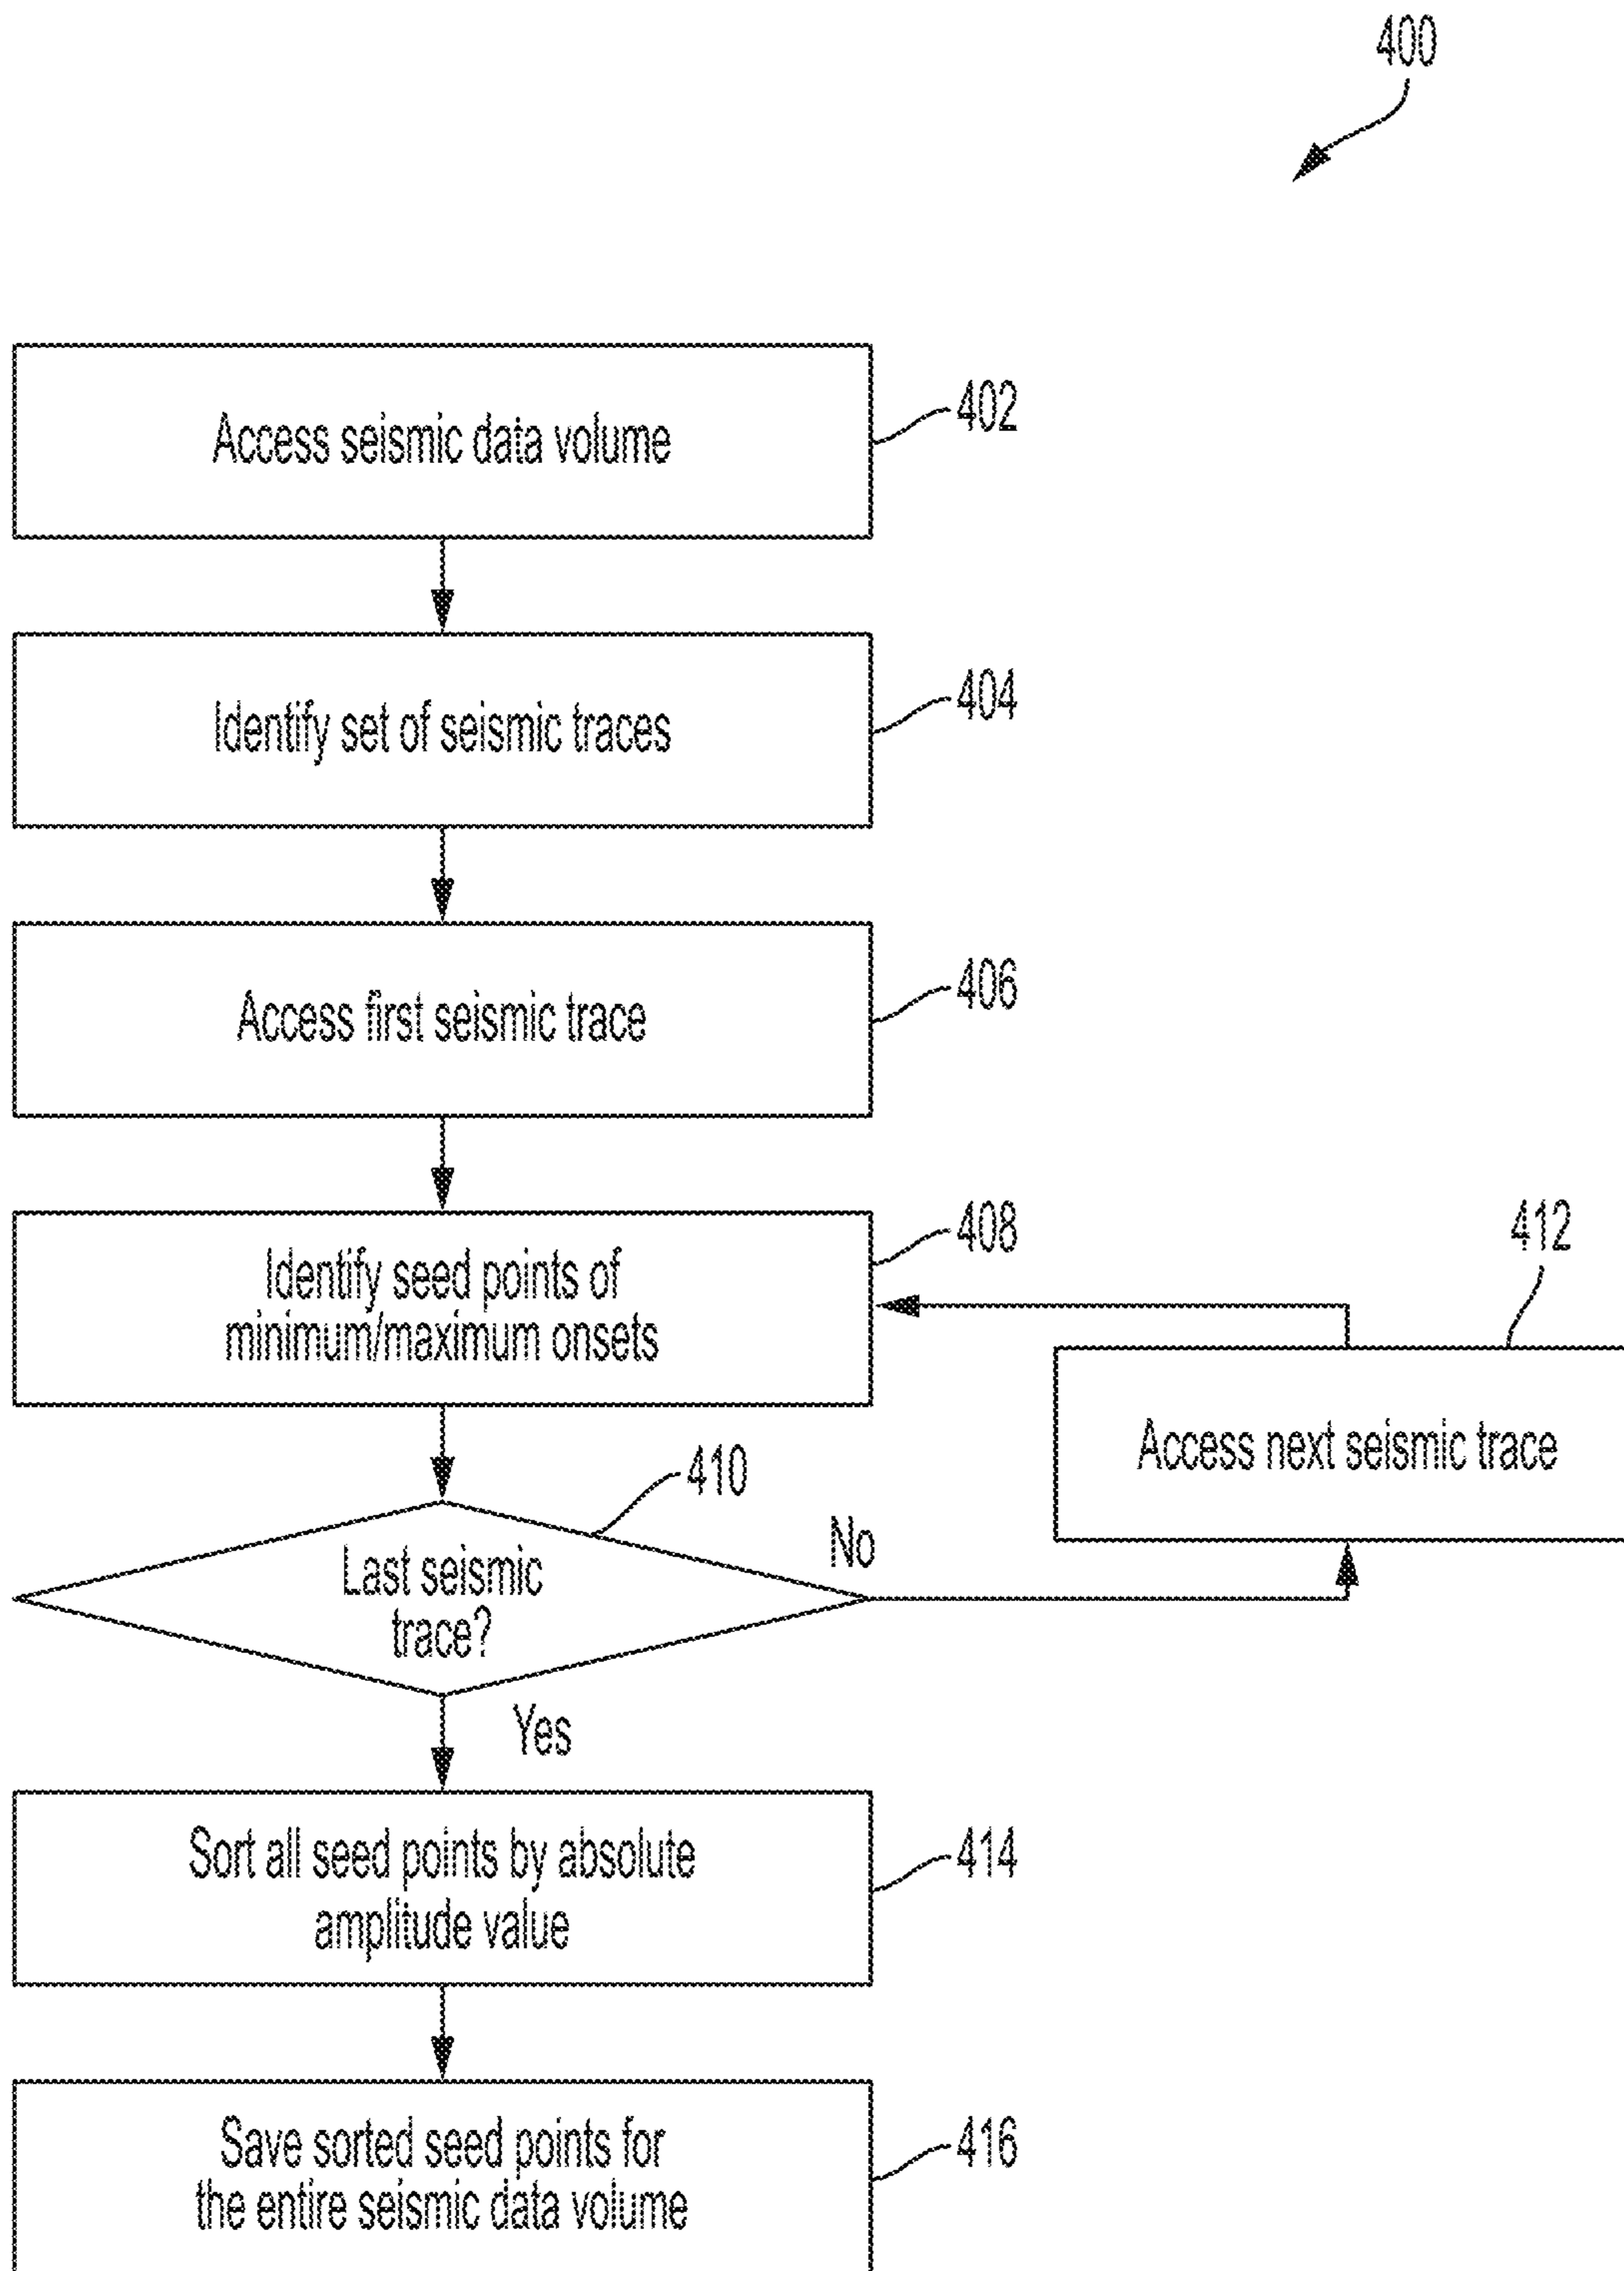 400
Access seismic data volume
402
Identify set of seismic traces
404
Access first seismic trace
406
Identify seed points of
minimum/maximum onsets
408
412
Access next seismic trace
410
Last seismic
trace?
No
Yes
Sort all seed points by absolute
amplitude value
414
Save sorted seed points for
the entire seismic data volume
416